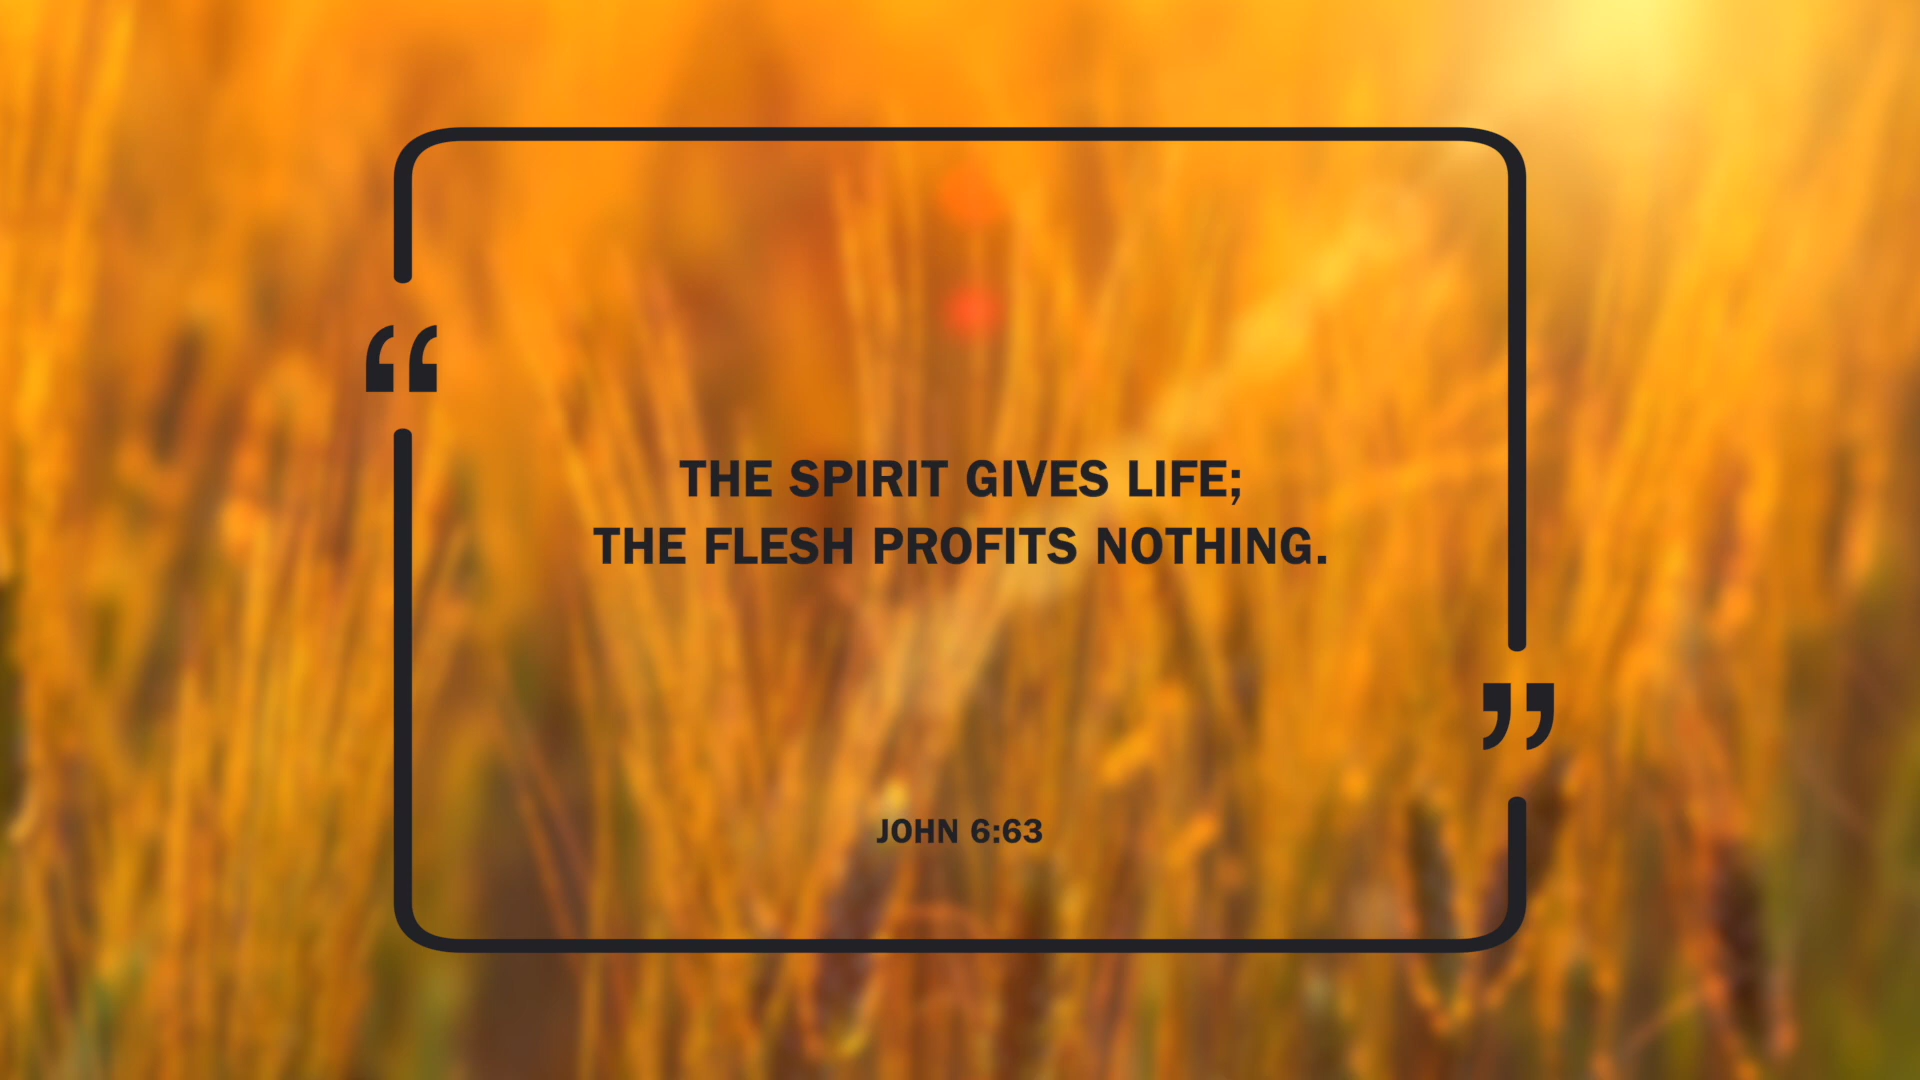 “
THE SPIRIT GIVES LIFE;
THE FLESH PROFITS NOTHING.
”
JOHN 6:63